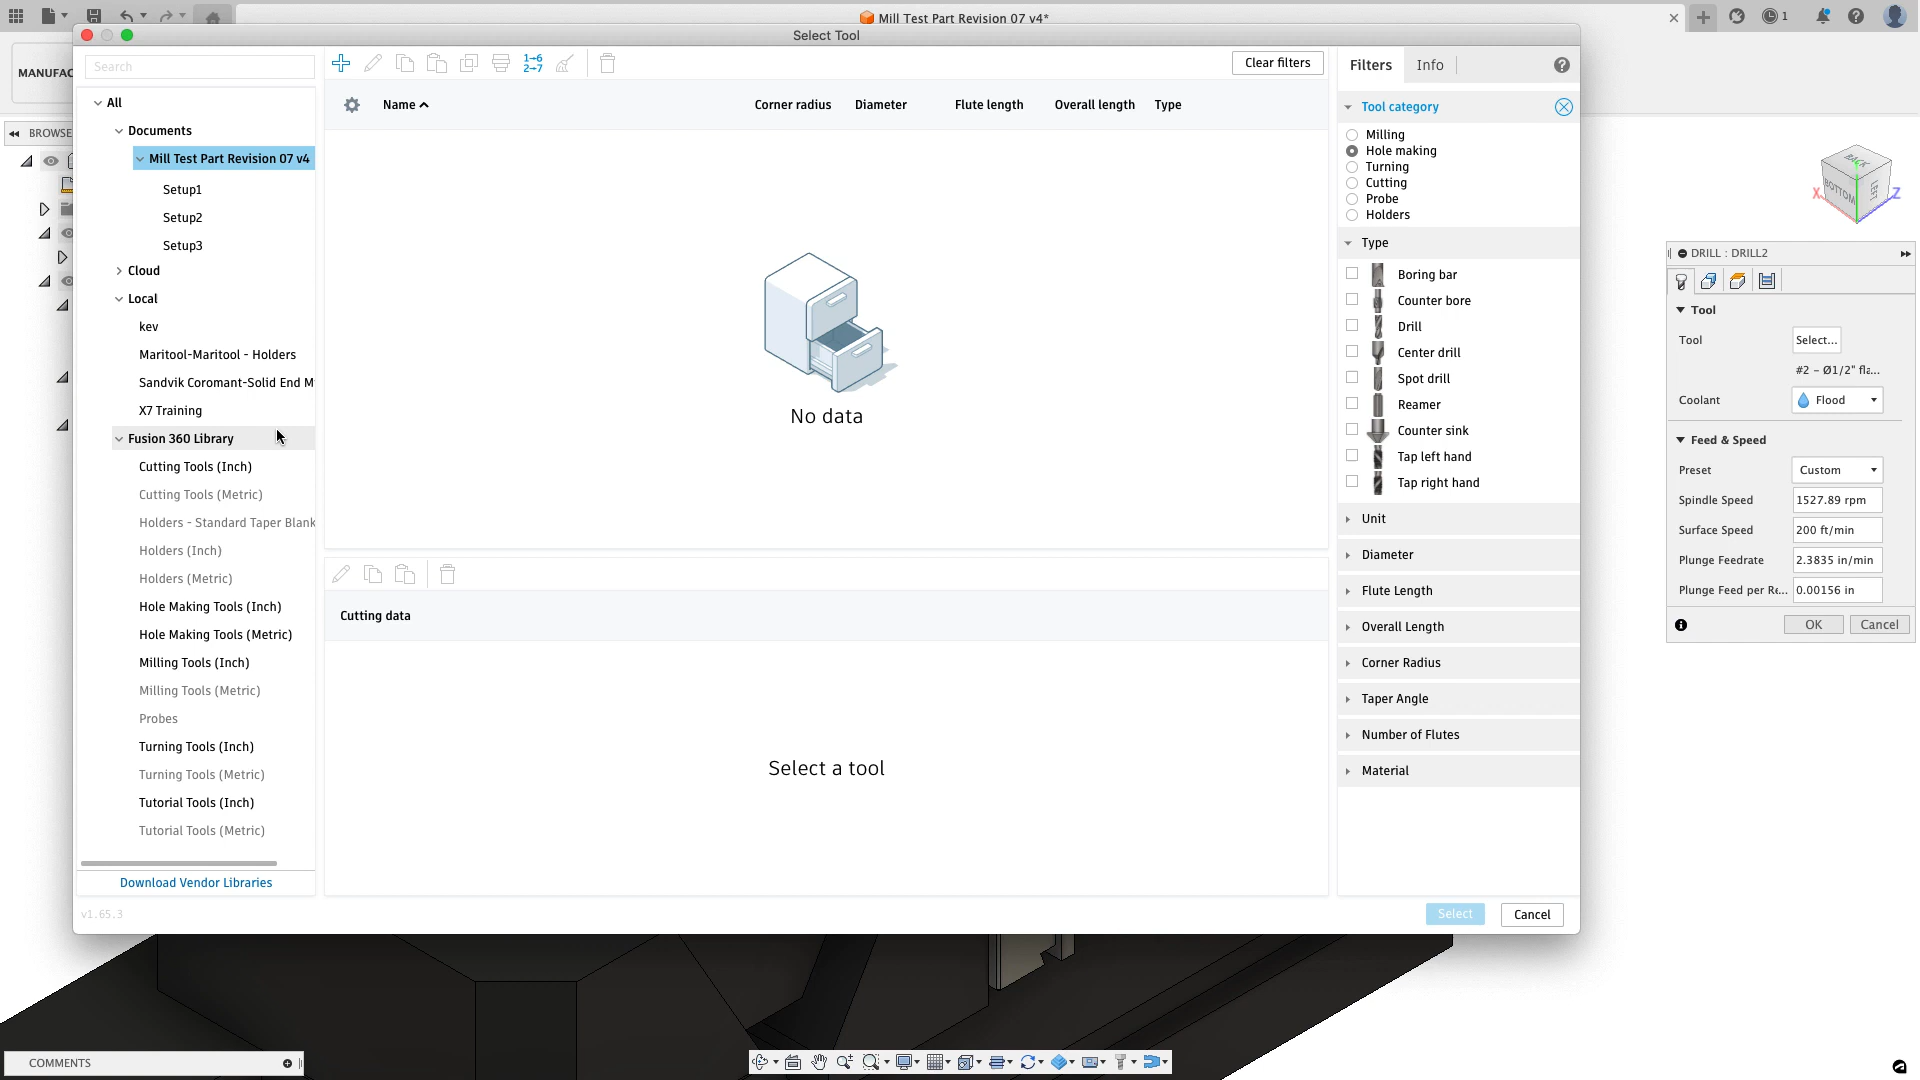 Mill Test Part Revision 07 v4*
1
Select Tool
MANUFAC
Search
1→6
2→7
Clear filters
Filters
Info
All
Name
Corner radius
Diameter
Flute length
Overall length
Type
Tool category
BROWSE
Documents
Milling
Mill Test Part Revision 07 v4
Hole making
Turning
Setup1
Cutting
Setup2
Probe
Holders
Setup3
Type
Cloud
Boring bar
Local
Counter bore
kev
Drill
Maritool-Maritool - Holders
Center drill
Sandvik Coromant-Solid End M
Spot drill
X7 Training
Reamer
No data
Fusion 360 Library
Counter sink
Cutting Tools (Inch)
Tap left hand
Cutting Tools (Metric)
Tap right hand
Holders - Standard Taper Blank
Unit
Holders (Inch)
Diameter
Holders (Metric)
Flute Length
Hole Making Tools (Inch)
Cutting data
Overall Length
Hole Making Tools (Metric)
Milling Tools (Inch)
Corner Radius
Milling Tools (Metric)
Taper Angle
Probes
Number of Flutes
Turning Tools (Inch)
Select a tool
Material
Turning Tools (Metric)
Tutorial Tools (Inch)
Tutorial Tools (Metric)
Download Vendor Libraries
v1.65.3
Select
Cancel
BACK
BOTTOM
LEFT
X
Z
DRILL : DRILL2
Tool
Tool
Select...
#2 - Ø1/2" fla...
Coolant
Flood
Feed & Speed
Preset
Custom
Spindle Speed
1527.89 rpm
Surface Speed
200 ft/min
Plunge Feedrate
2.3835 in/min
Plunge Feed per Re...
0.00156 in
OK
Cancel
COMMENTS